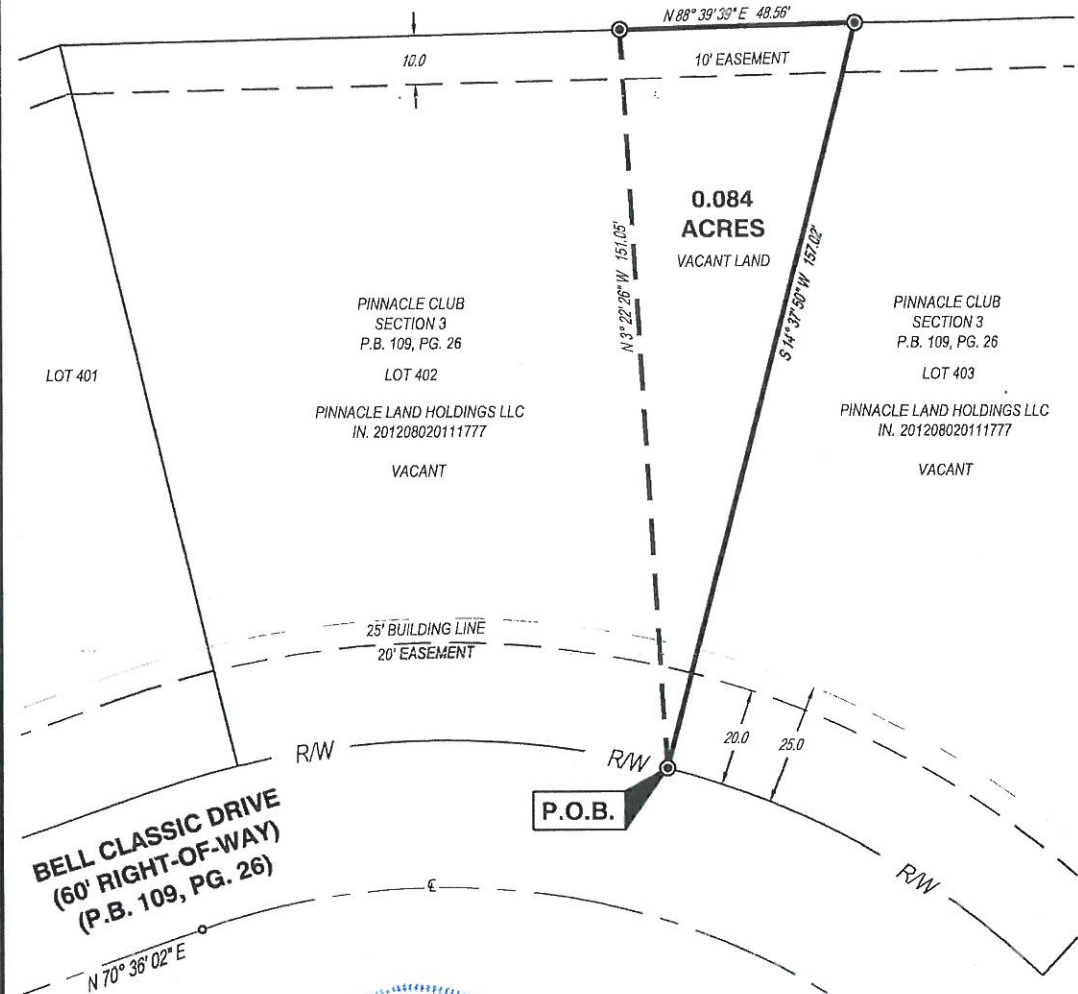 N 88° 39' 39" E 48.56'
10.0
10' EASEMENT
0.084
ACRES
VACANT LAND
N 3° 22' 26" W 151.05'
S 14° 37' 50" W 157.02'
LOT 401
PINNACLE CLUB
SECTION 3
P.B. 109, PG. 26
LOT 402
PINNACLE LAND HOLDINGS LLC
IN. 201208020111777
VACANT
PINNACLE CLUB
SECTION 3
P.B. 109, PG. 26
LOT 403
PINNACLE LAND HOLDINGS LLC
IN. 201208020111777
VACANT
25' BUILDING LINE
20' EASEMENT
R/W
R/W
20.0
25.0
P.O.B.
R/W
BELL CLASSIC DRIVE
(60' RIGHT-OF-WAY)
(P.B. 109, PG. 26)
℄
N 70° 36' 02" E